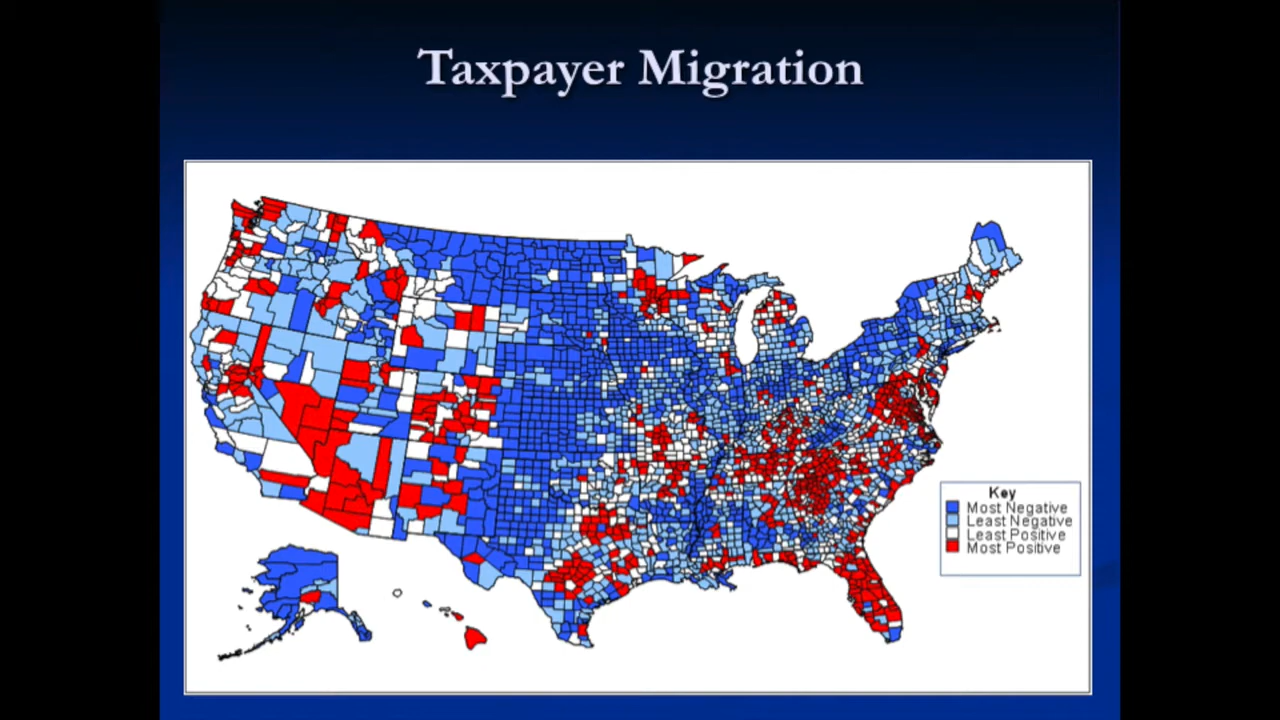 Taxpayer Migration
Key
Most Negative
Least Negative
Least Positive
Most Positive